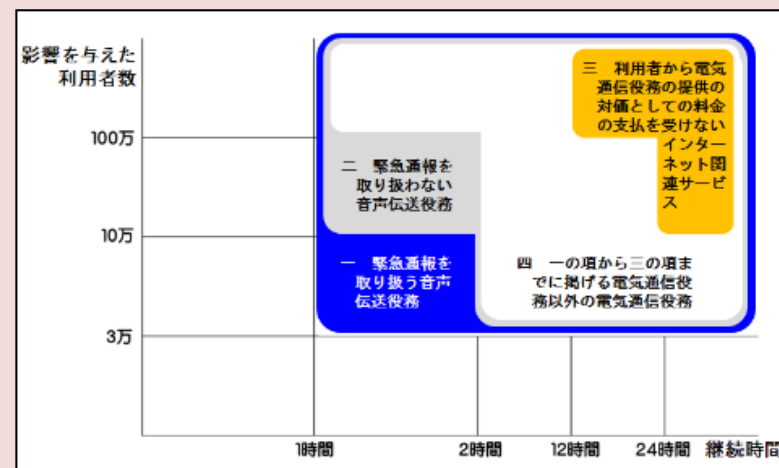 影響を与えた
利用者数
100万
10万
3万
三 利用者から電気
通信役務の提供の
対価としての料金
の支払を受けない
インター
ネット関
連サービ
ス
二 緊急通報を
取り扱わない
音声伝送役務
一 緊急通報を
取り扱う音声
伝送役務
四 一の項から三の項ま
でに掲げる電気通信役
務以外の電気通信役務
1時間
2時間
12時間
24時間
継続時間